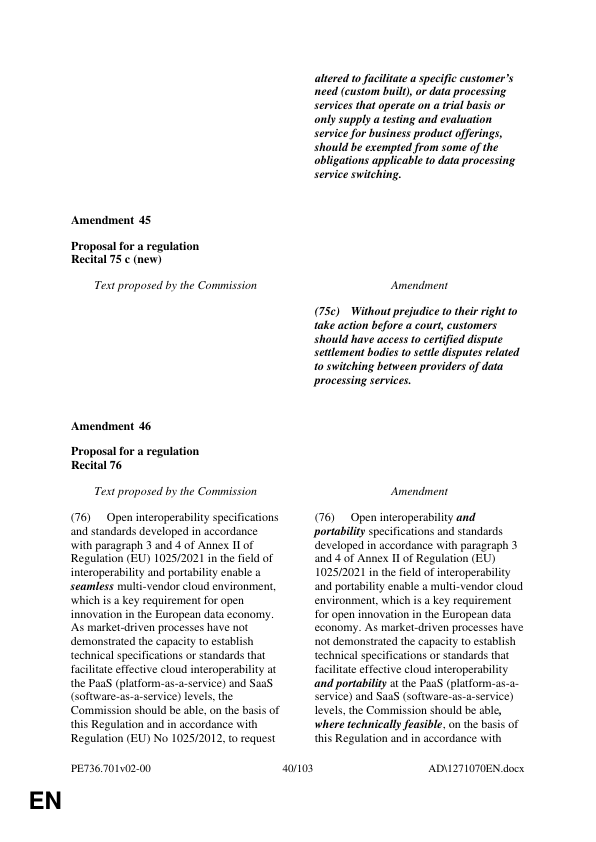 altered to facilitate a specific customer's
need (custom built), or data processing
services that operate on a trial basis or
only supply a testing and evaluation
service for business product offerings,
should be exempted from some of the
obligations applicable to data processing
service switching.
Amendment 45
Proposal for a regulation
Recital 75 c (new)
Text proposed by the Commission
Amendment
(75c) Without prejudice to their right to
take action before a court, customers
should have access to certified dispute
settlement bodies to settle disputes related
to switching between providers of data
processing services.
Amendment 46
Proposal for a regulation
Recital 76
Text proposed by the Commission
Amendment
(76) Open interoperability specifications
and standards developed in accordance
with paragraph 3 and 4 of Annex II of
Regulation (EU) 1025/2021 in the field of
interoperability and portability enable a
seamless multi-vendor cloud environment,
which is a key requirement for open
innovation in the European data economy.
As market-driven processes have not
demonstrated the capacity to establish
technical specifications or standards that
facilitate effective cloud interoperability at
the PaaS (platform-as-a-service) and SaaS
(software-as-a-service) levels, the
Commission should be able, on the basis of
this Regulation and in accordance with
Regulation (EU) No 1025/2012, to request
(76) Open interoperability and
portability specifications and standards
developed in accordance with paragraph 3
and 4 of Annex II of Regulation (EU)
1025/2021 in the field of interoperability
and portability enable a multi-vendor cloud
environment, which is a key requirement
for open innovation in the European data
economy. As market-driven processes have
not demonstrated the capacity to establish
technical specifications or standards that
facilitate effective cloud interoperability
and portability at the PaaS (platform-as-a-
service) and SaaS (software-as-a-service)
levels, the Commission should be able,
where technically feasible, on the basis of
this Regulation and in accordance with
PE736.701v02-00
40/103
AD\1271070EN.docx
EN